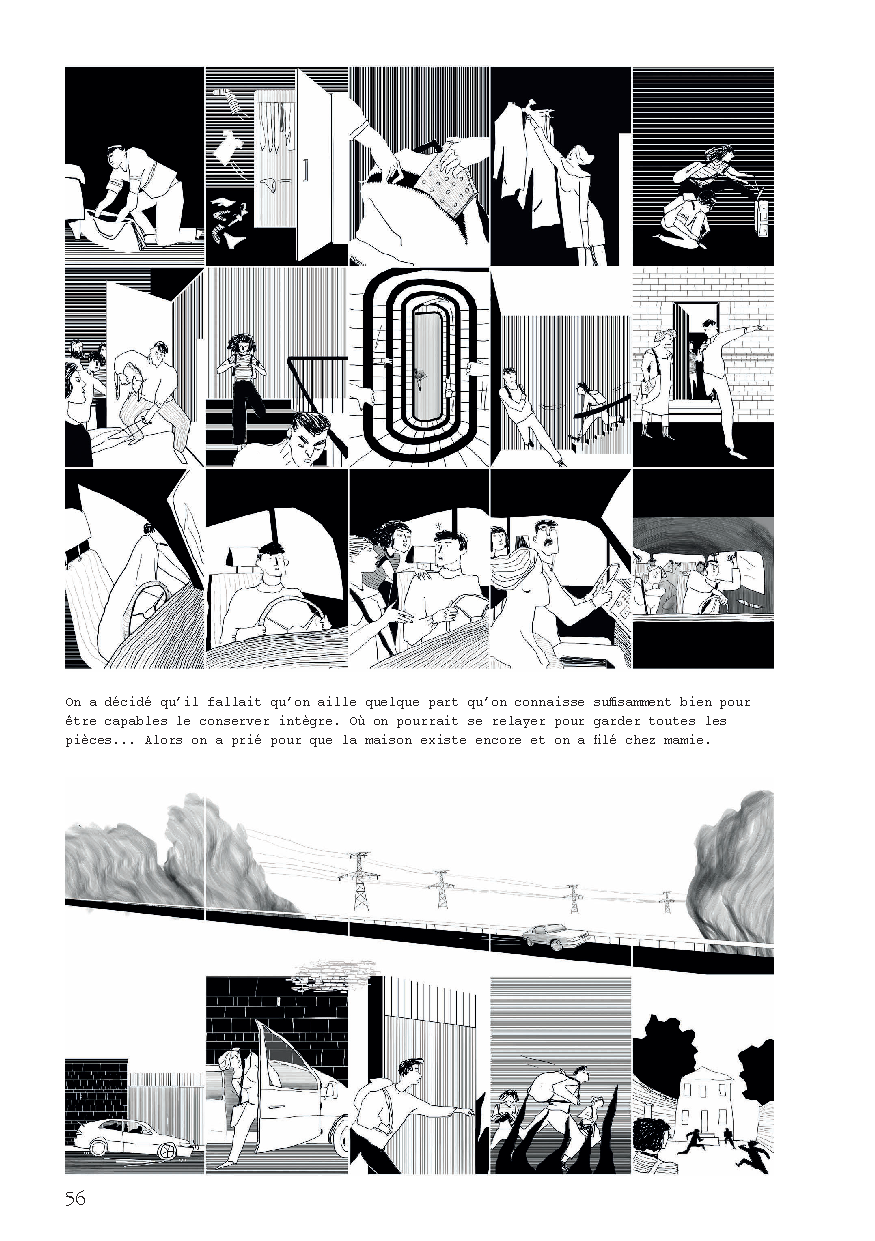 On a décidé qu'il fallait qu'on aille quelque part qu'on connaisse suffisamment bien pour
être capables le conserver intègre. Où on pourrait se relayer pour garder toutes les
pièces... Alors on a prié pour que la maison existe encore et on a filé chez mamie.
56